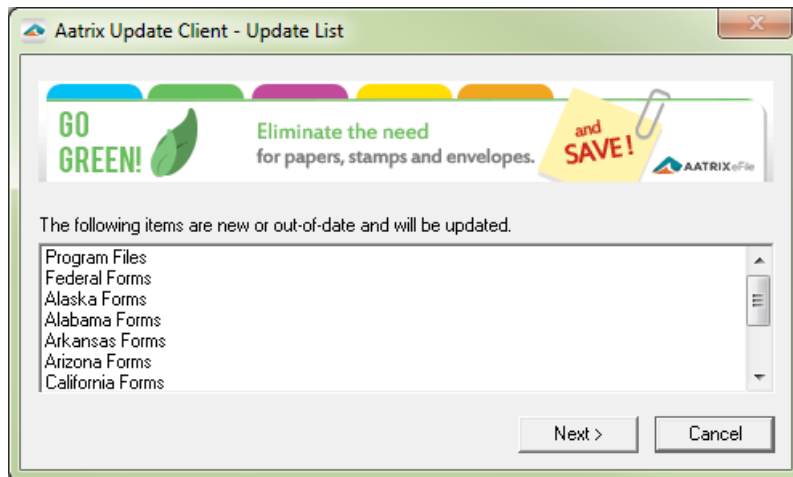 Aatrix Update Client - Update List
GO
GREEN!
Eliminate the need
for papers, stamps and envelopes.
and
SAVE!
AATRIX eFile
The following items are new or out-of-date and will be updated.
Program Files
Federal Forms
Alaska Forms
Alabama Forms
Arkansas Forms
Arizona Forms
California Forms
Next >
Cancel